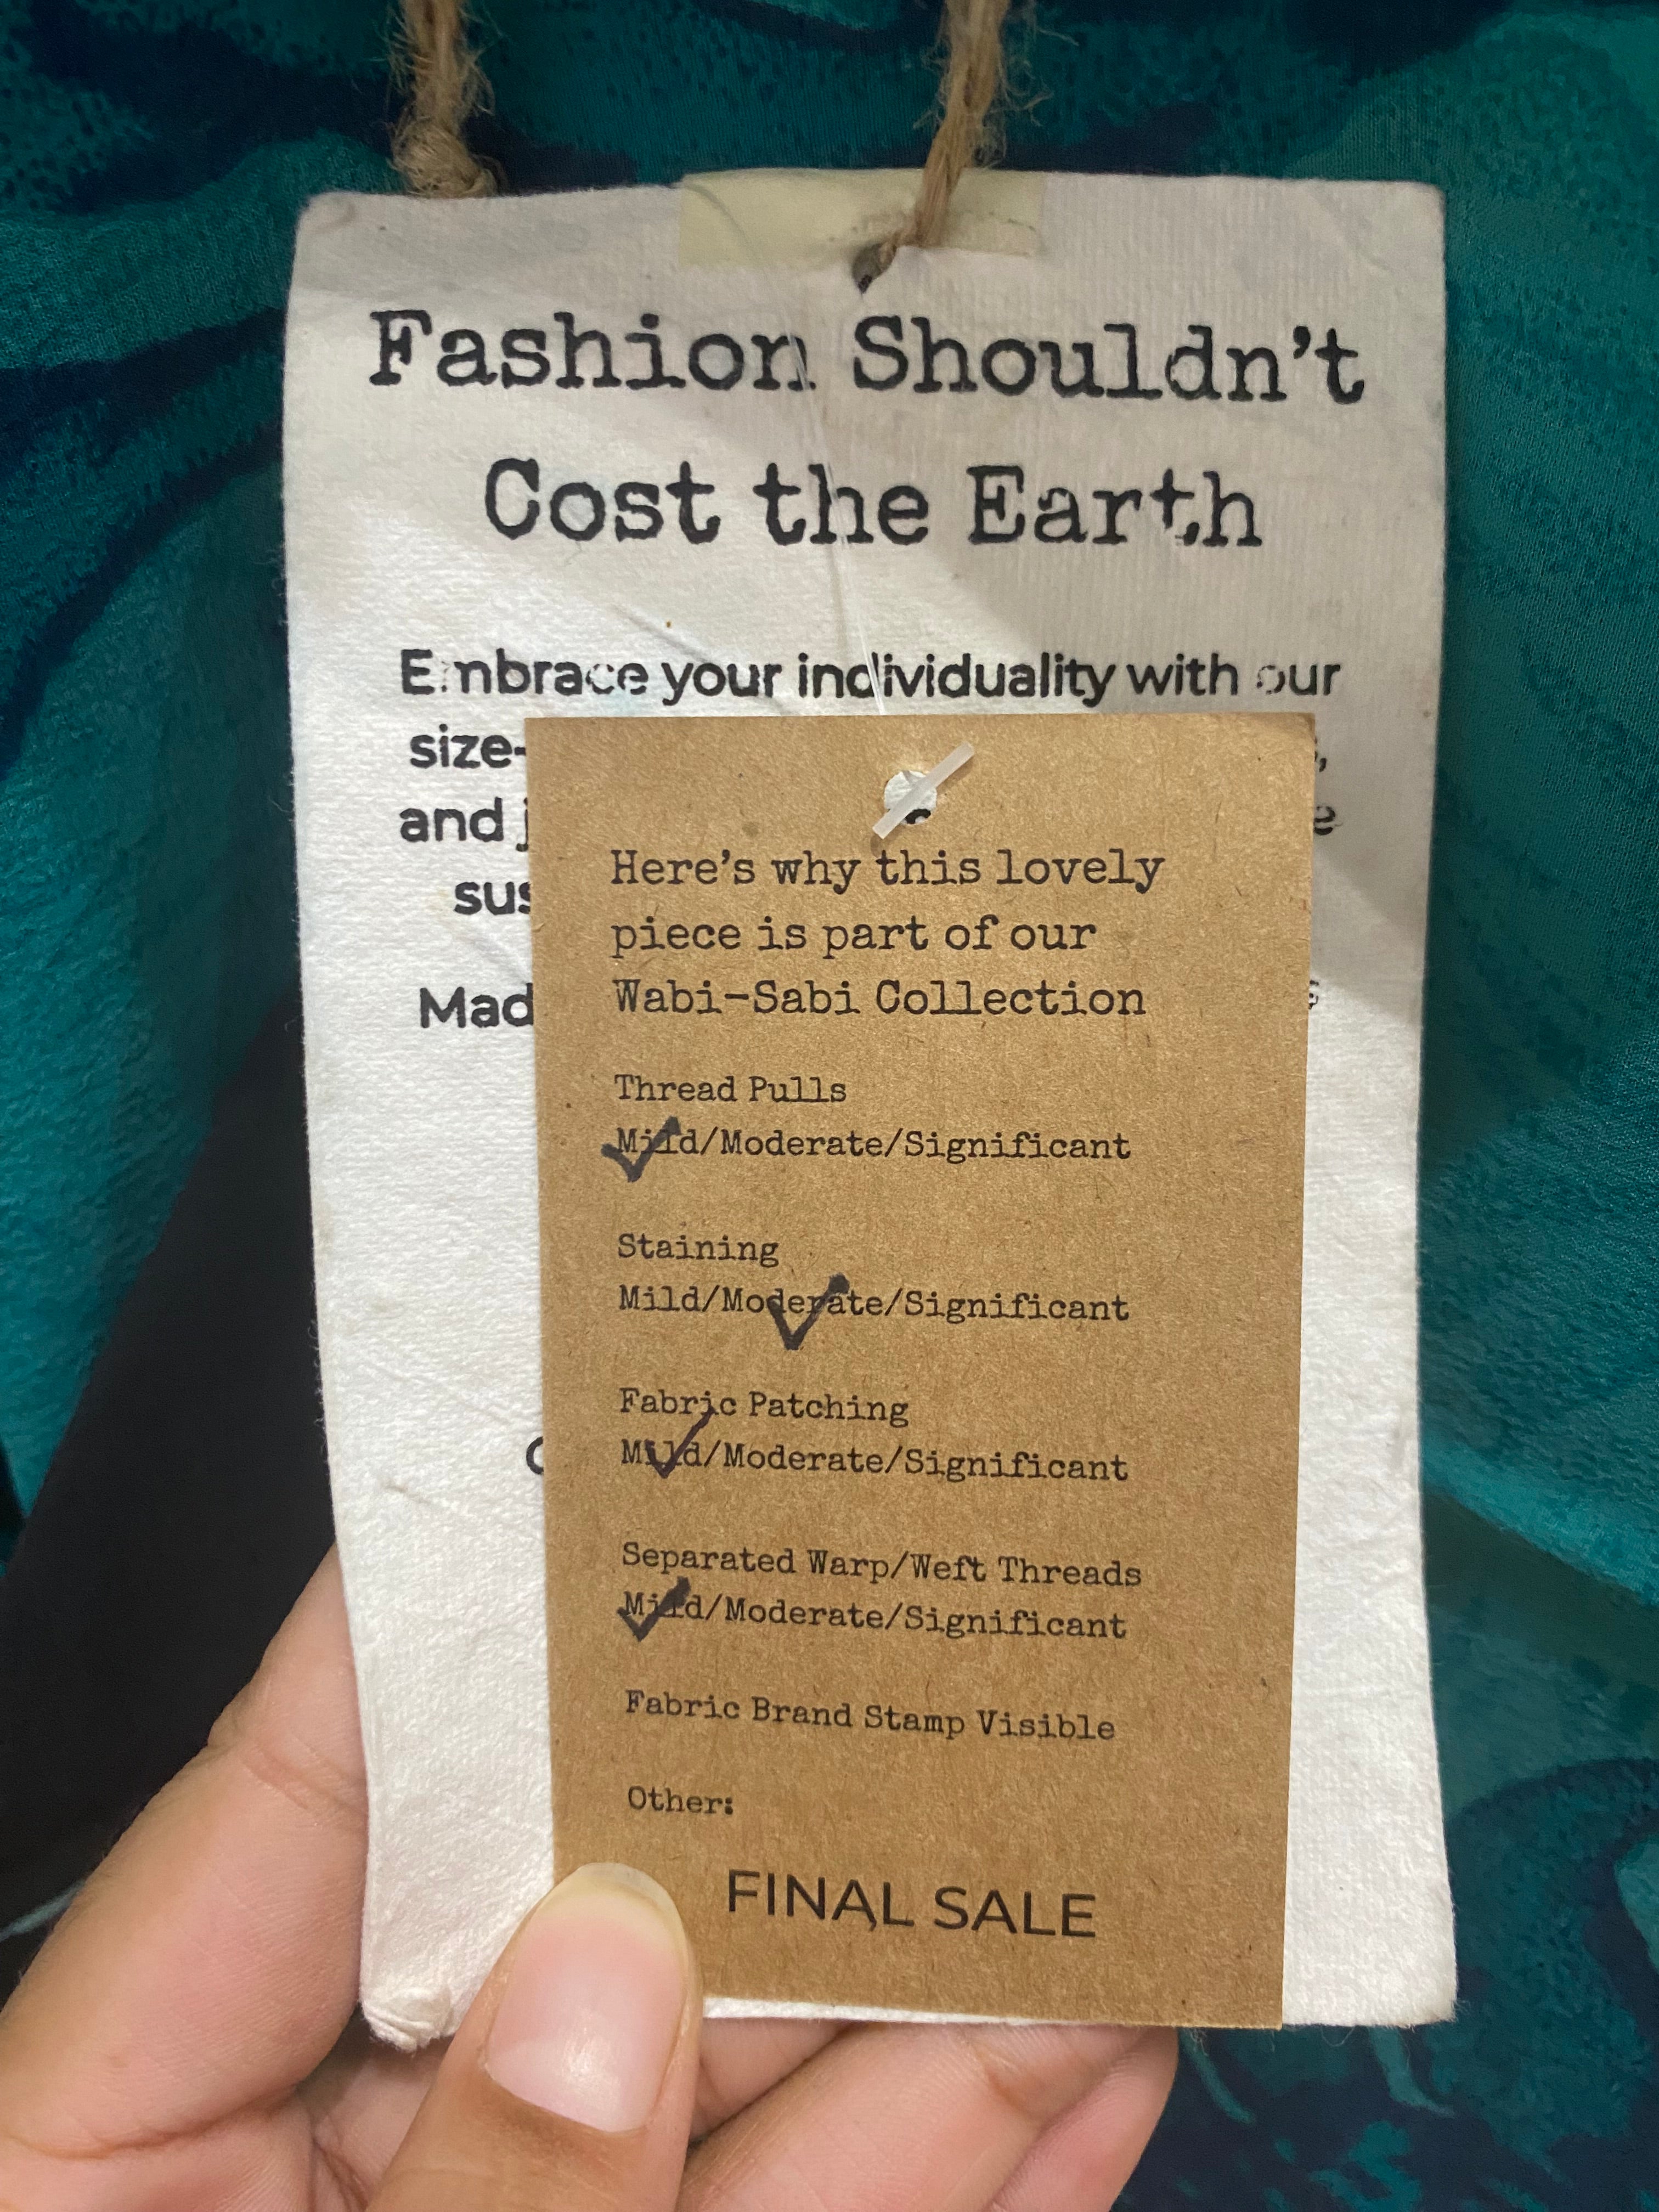 Fashion Shouldn't
Cost the Earth
Embrace your individuality with our
size-
and
Here's why this lovely
piece is part of our
Wabi-Sabi Collection
Thread Pulls
Mild/Moderate/Significant
Staining
Mild/Moderate/Significant
Fabric Patching
Mild/Moderate/Significant
Separated Warp/Weft Threads
Mild/Moderate/Significant
Fabric Brand Stamp Visible
Other:
FINAL SALE